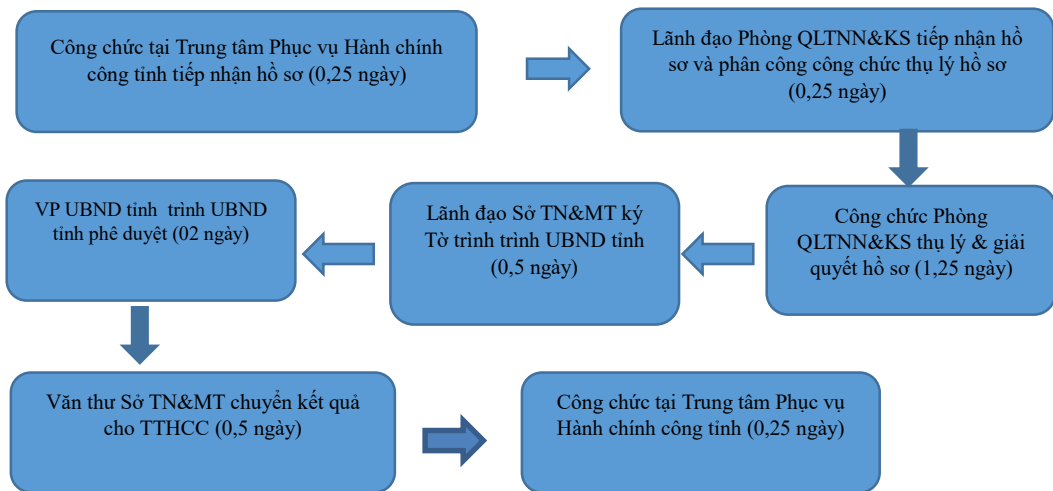 Công chức tại Trung tâm Phục vụ Hành chính
công tỉnh tiếp nhận hồ sơ (0,25 ngày)
Lãnh đạo Phòng QLTNN&KS tiếp nhận hồ
sơ và phân công công chức thụ lý hồ sơ
(0,25 ngày)
Công chức Phòng
QLTNN&KS thụ lý & giải
quyết hồ sơ (1,25 ngày)
Lãnh đạo Sở TN&MT ký
Tờ trình trình UBND tỉnh
(0,5 ngày)
VP UBND tỉnh trình UBND
tỉnh phê duyệt (02 ngày)
Văn thư Sở TN&MT chuyển kết quả
cho TTHCC (0,5 ngày)
Công chức tại Trung tâm Phục vụ
Hành chính công tỉnh (0,25 ngày)